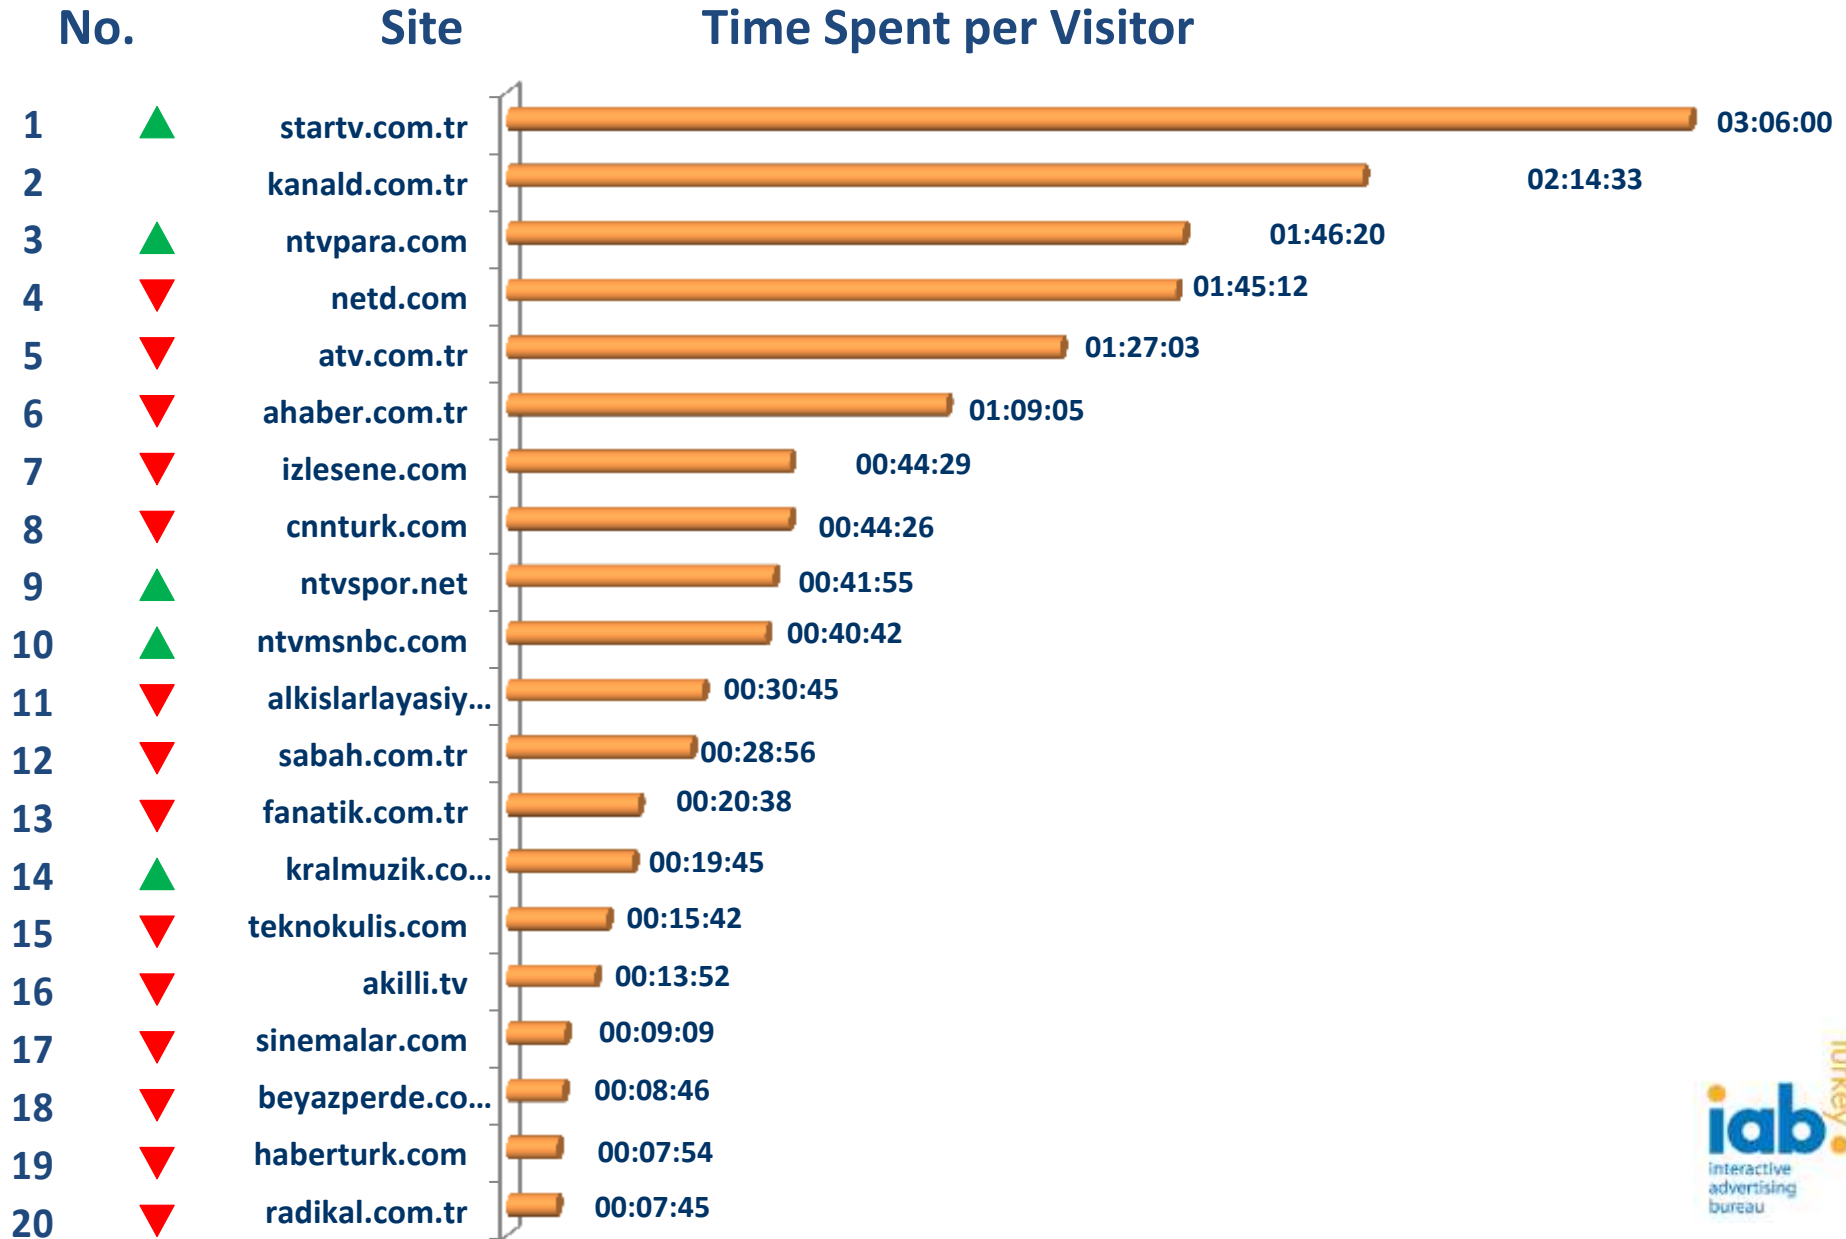 No. Site Time Spent per Visitor
1 startv.com.tr 03:06:00
2 kanald.com.tr 02:14:33
3 ntvpara.com 01:46:20
4 netd.com 01:45:12
5 atv.com.tr 01:27:03
6 ahaber.com.tr 01:09:05
7 izlesene.com 00:44:29
8 cnnturk.com 00:44:26
9 ntvspor.net 00:41:55
10 ntvmsnbc.com 00:40:42
11 alkislarlayasiy... 00:30:45
12 sabah.com.tr 00:28:56
13 fanatik.com.tr 00:20:38
14 kralmuzik.co... 00:19:45
15 teknokulis.com 00:15:42
16 akilli.tv 00:13:52
17 sinemalar.com 00:09:09
18 beyazperde.co... 00:08:46
19 haberturk.com 00:07:54
20 radikal.com.tr 00:07:45
iab.
Turkey
interactive
advertising
bureau